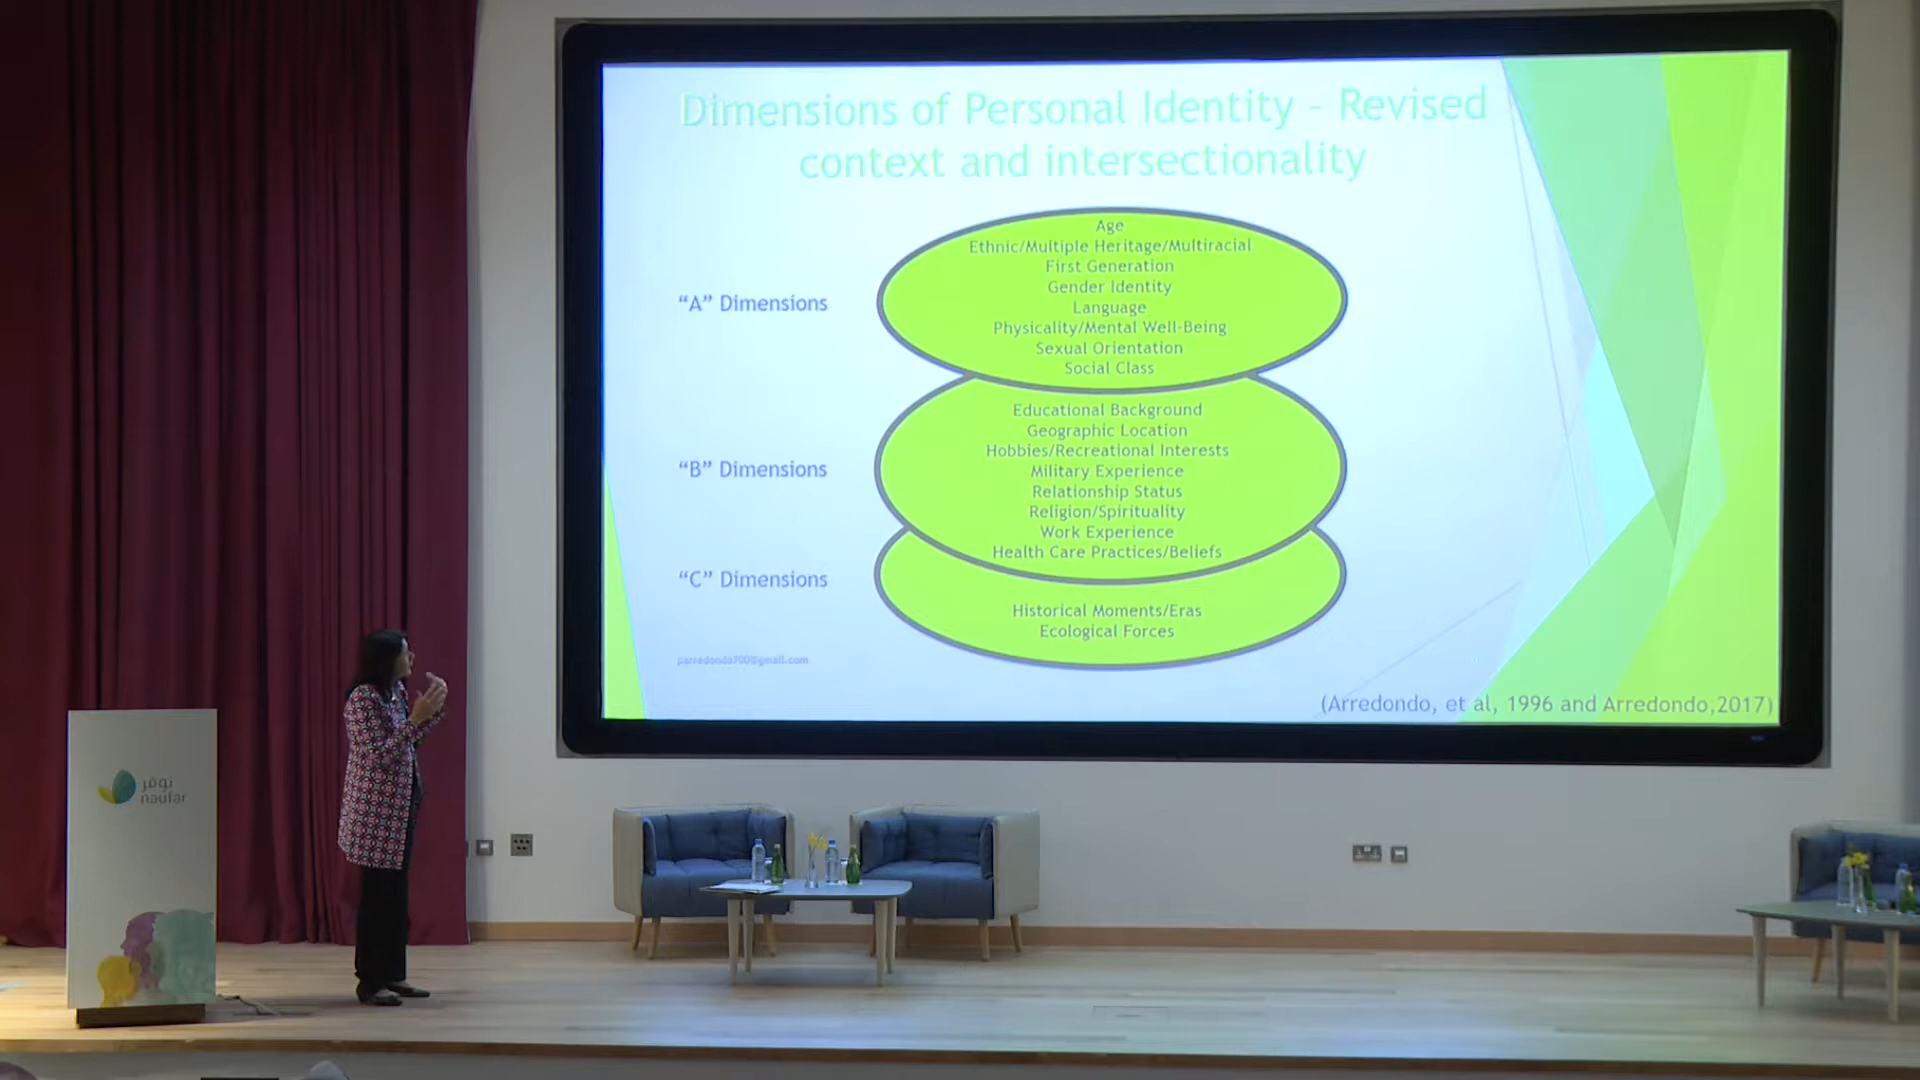 Dimensions of Personal Identity – Revised
context and intersectionality
“A” Dimensions
Age
Ethnic/Multiple Heritage/Multiracial
First Generation
Gender Identity
Language
Physicality/Mental Well-Being
Sexual Orientation
Social Class
“B” Dimensions
Educational Background
Geographic Location
Hobbies/Recreational Interests
Military Experience
Relationship Status
Religion/Spirituality
Work Experience
Health Care Practices/Beliefs
“C” Dimensions
Historical Moments/Eras
Ecological Forces
parredondo700@gmail.com
(Arredondo, et al, 1996 and Arredondo,2017)
نوفر
naufar